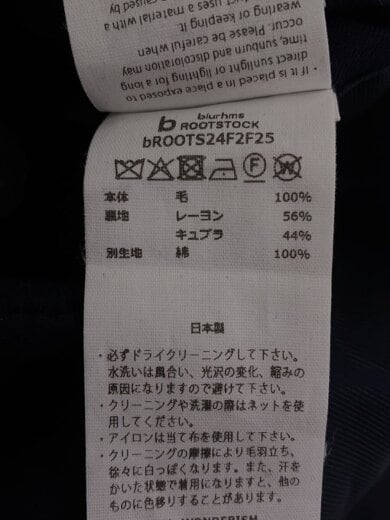 ・If it is placed in a place exposed to
direct sunlight or lighting for a long
time, sunburn and discoloration may
occur. Please be careful when
wearing or keeping it.
uses a material with a
caused by
blurhms
ROOTSTOCK
bROOTS24F2F25
F W
本体 毛 100%
裏地 レーヨン 56%
キュプラ 44%
別生地 綿 100%
日本製
・必ずドライクリーニングして下さい。
水洗いは風合い、光沢の変化、縮みの
原因になりますので避けて下さい。
・クリーニングや洗濯の際はネットを使
用してください。
・アイロンは当て布を使用して下さい。
・クリーニングの摩擦により毛羽立ち、
徐々に白っぽくなります。また、汗を
かいた状態で着用になりますと、他の
ものに色移りすることがあります。
WONDERISH